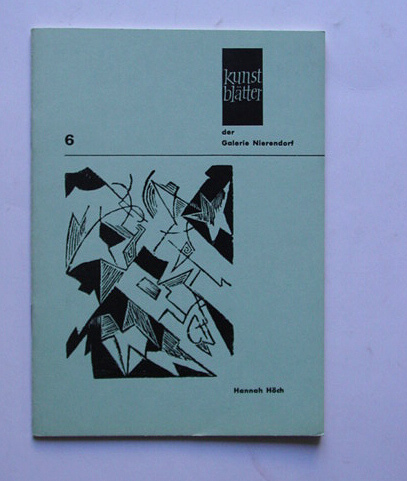 kunst
blätter
der
Galerie Nierendorf
6
Hannah Höch